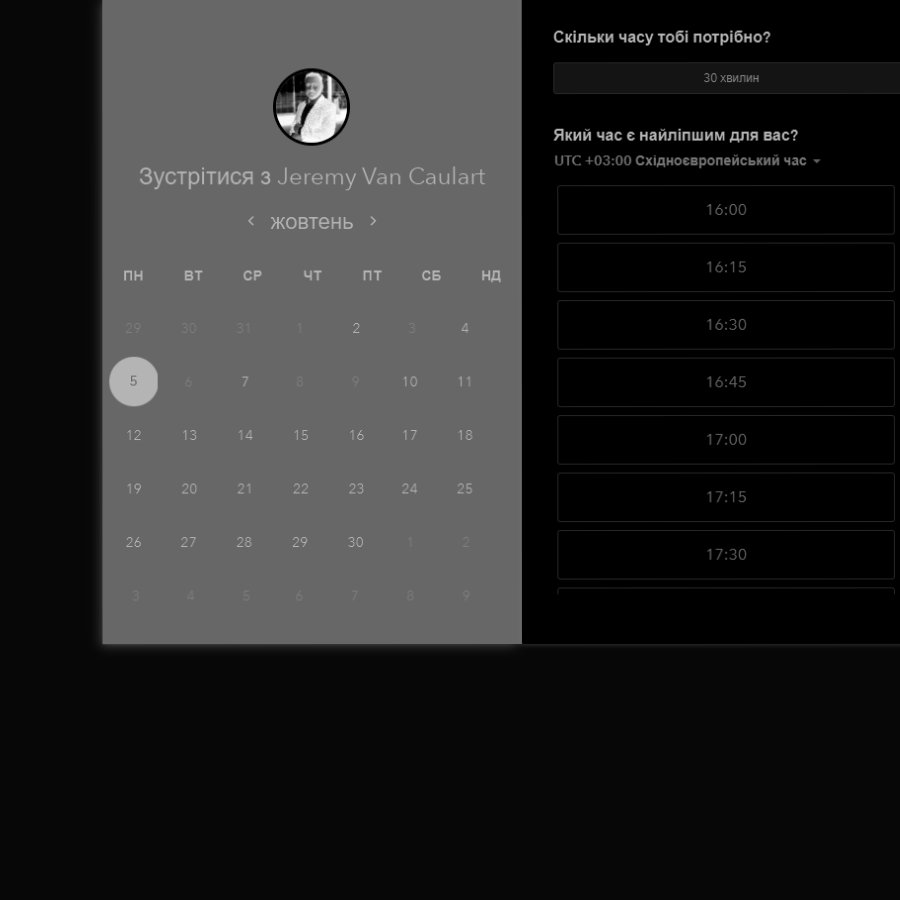 Зустрітися з Jeremy Van Caulart
жовтень
ПН ВТ СР ЧТ ПТ СБ НД
29 30 31 1 2 3 4
5 6 7 8 9 10 11
12 13 14 15 16 17 18
19 20 21 22 23 24 25
26 27 28 29 30 1 2
3 4 5 6 7 8 9
Скільки часу тобі потрібно?
30 хвилин
Який час є найліпшим для вас?
UTC +03:00 Східноєвропейський час
16:00
16:15
16:30
16:45
17:00
17:15
17:30